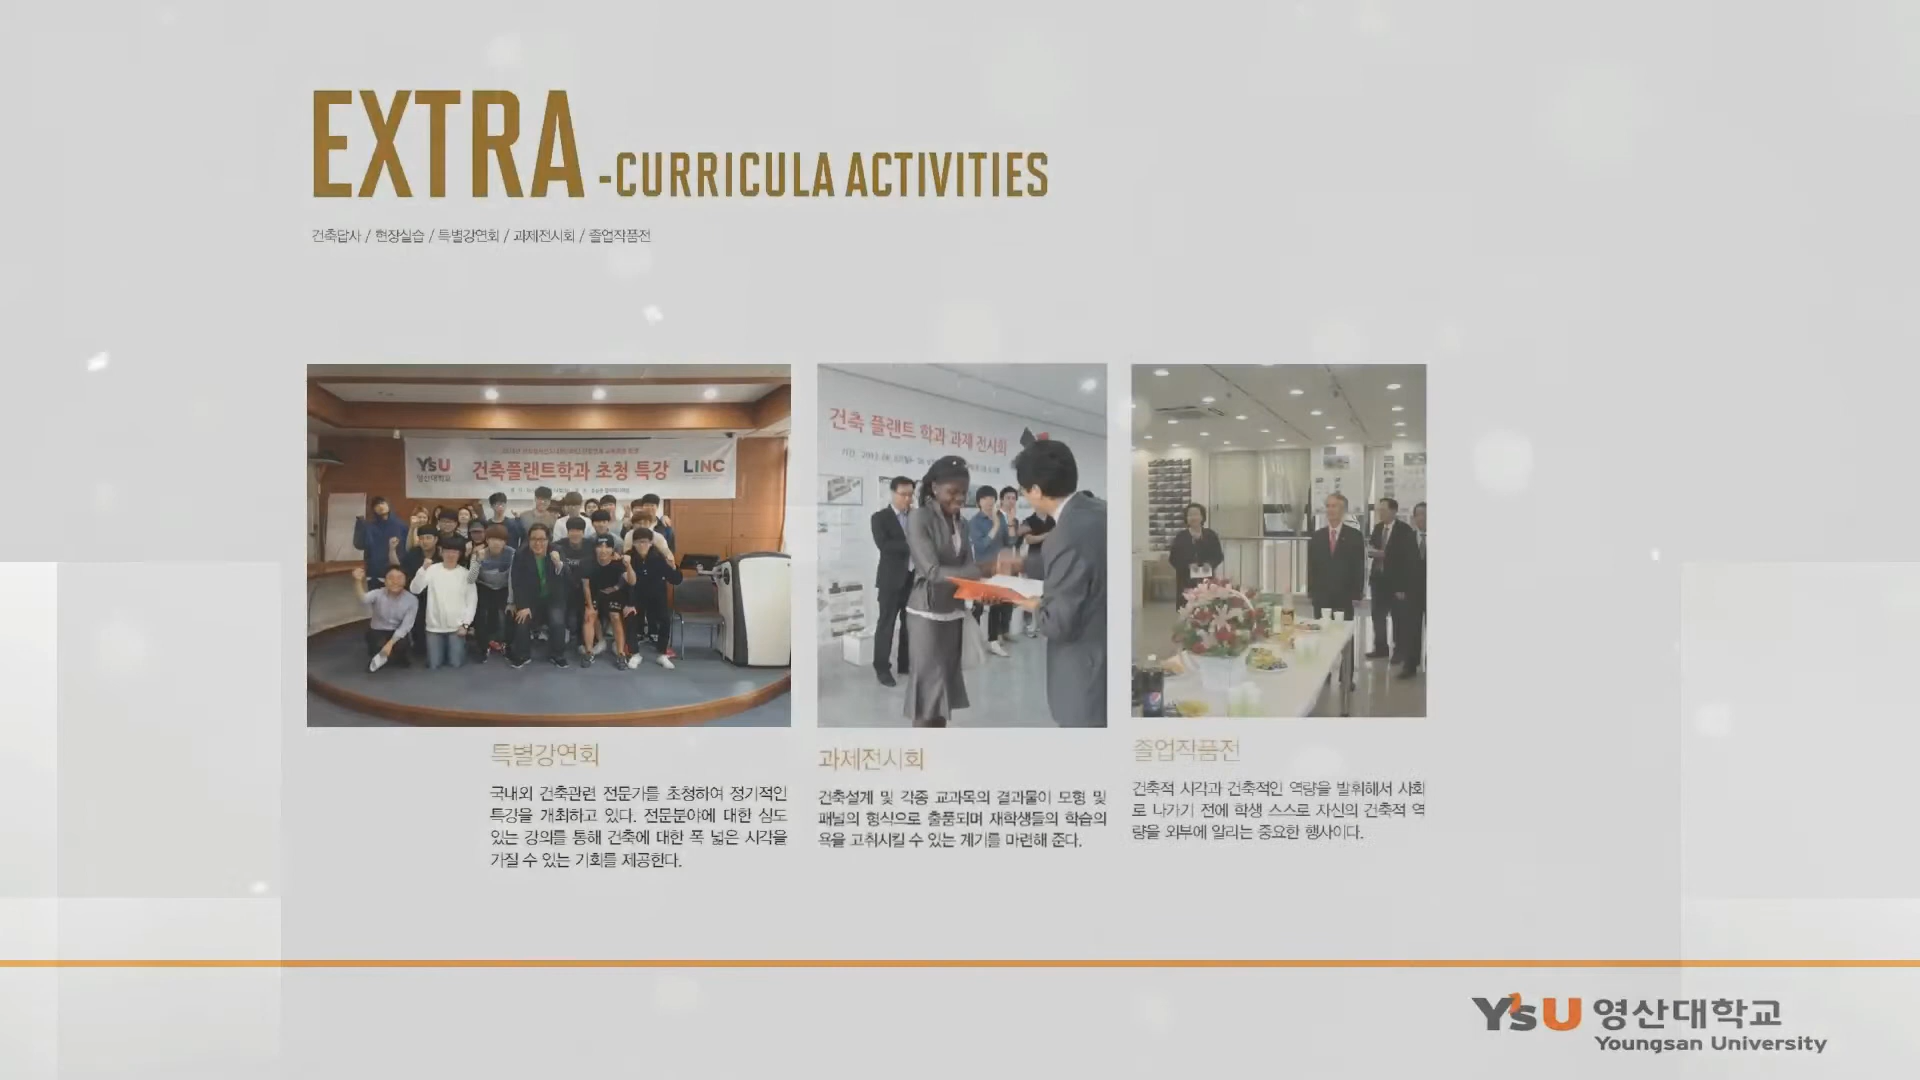 EXTRA -CURRICULA ACTIVITIES
건축답사 / 현장실습 / 특별강연회 / 과제전시회 / 졸업작품전
Y'sU
영산대학교
건축플랜트학과 초청 특강
LINC
건축 플랜트 학과 과제 전시회
특별강연회
국내외 건축관련 전문가를 초청하여 정기적인
특강을 개최하고 있다. 전문분야에 대한 심도
있는 강의를 통해 건축에 대한 폭 넓은 시각을
가질 수 있는 기회를 제공한다.
과제전시회
건축설계 및 각종 교과목의 결과물이 모형 및
패널의 형식으로 출품되며 재학생들의 학습의
욕을 고취시킬 수 있는 계기를 마련해 준다.
졸업작품전
건축적 시각과 건축적인 역량을 발휘해서 사회
로 나가기 전에 학생 스스로 자신의 건축적 역
량을 외부에 알리는 중요한 행사이다.
Y'sU 영산대학교
Youngsan University